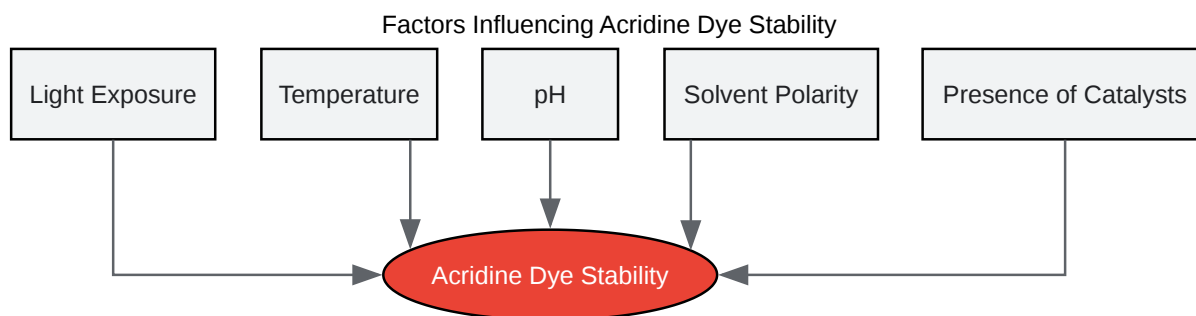 Factors Influencing Acridine Dye Stability
Light Exposure
Temperature
pH
Solvent Polarity
Presence of Catalysts
Acridine Dye Stability